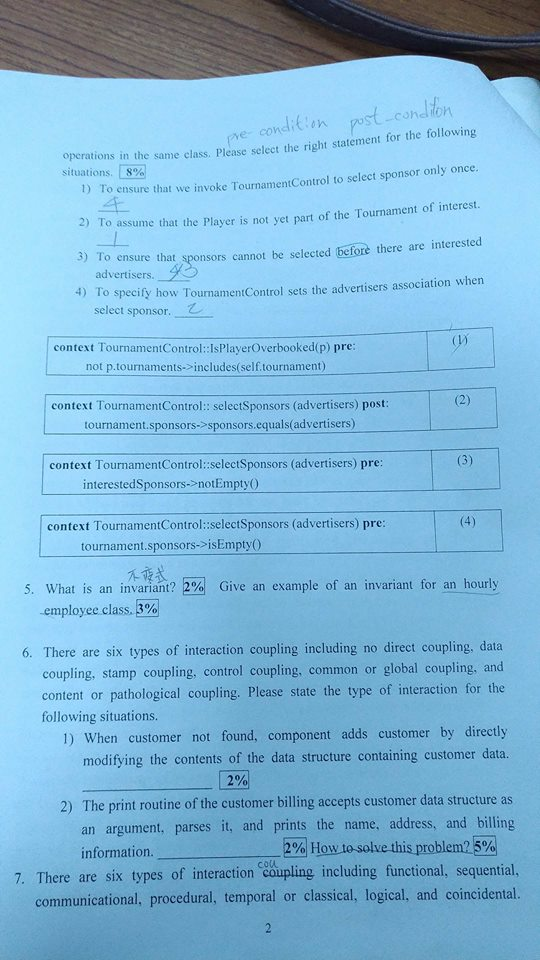 pre-condition post-conditon
operations in the same class. Please select the right statement for the following
situations. 8%
1) To ensure that we invoke TournamentControl to select sponsor only once.
4
2) To assume that the Player is not yet part of the Tournament of interest.
1
3) To ensure that sponsors cannot be selected before there are interested
advertisers. 3
4) To specify how TournamentControl sets the advertisers association when
select sponsor. 2
context TournamentControl::IsPlayerOverbooked(p) pre: (1)
not p.tournaments->includes(self.tournament)
context TournamentControl:: selectSponsors (advertisers) post: (2)
tournament.sponsors->sponsors.equals(advertisers)
context TournamentControl::selectSponsors (advertisers) pre: (3)
interestedSponsors->notEmpty()
context TournamentControl::selectSponsors (advertisers) pre: (4)
tournament.sponsors->isEmpty()
不變式
5. What is an invariant? 2% Give an example of an invariant for an hourly
employee class. 3%
6. There are six types of interaction coupling including no direct coupling, data
coupling, stamp coupling, control coupling, common or global coupling, and
content or pathological coupling. Please state the type of interaction for the
following situations.
1) When customer not found, component adds customer by directly
modifying the contents of the data structure containing customer data.
2%
2) The print routine of the customer billing accepts customer data structure as
an argument, parses it, and prints the name, address, and billing
information. 2% How to solve this problem? 5%
7. There are six types of interaction coupling including functional, sequential,
communicational, procedural, temporal or classical, logical, and coincidental.
2